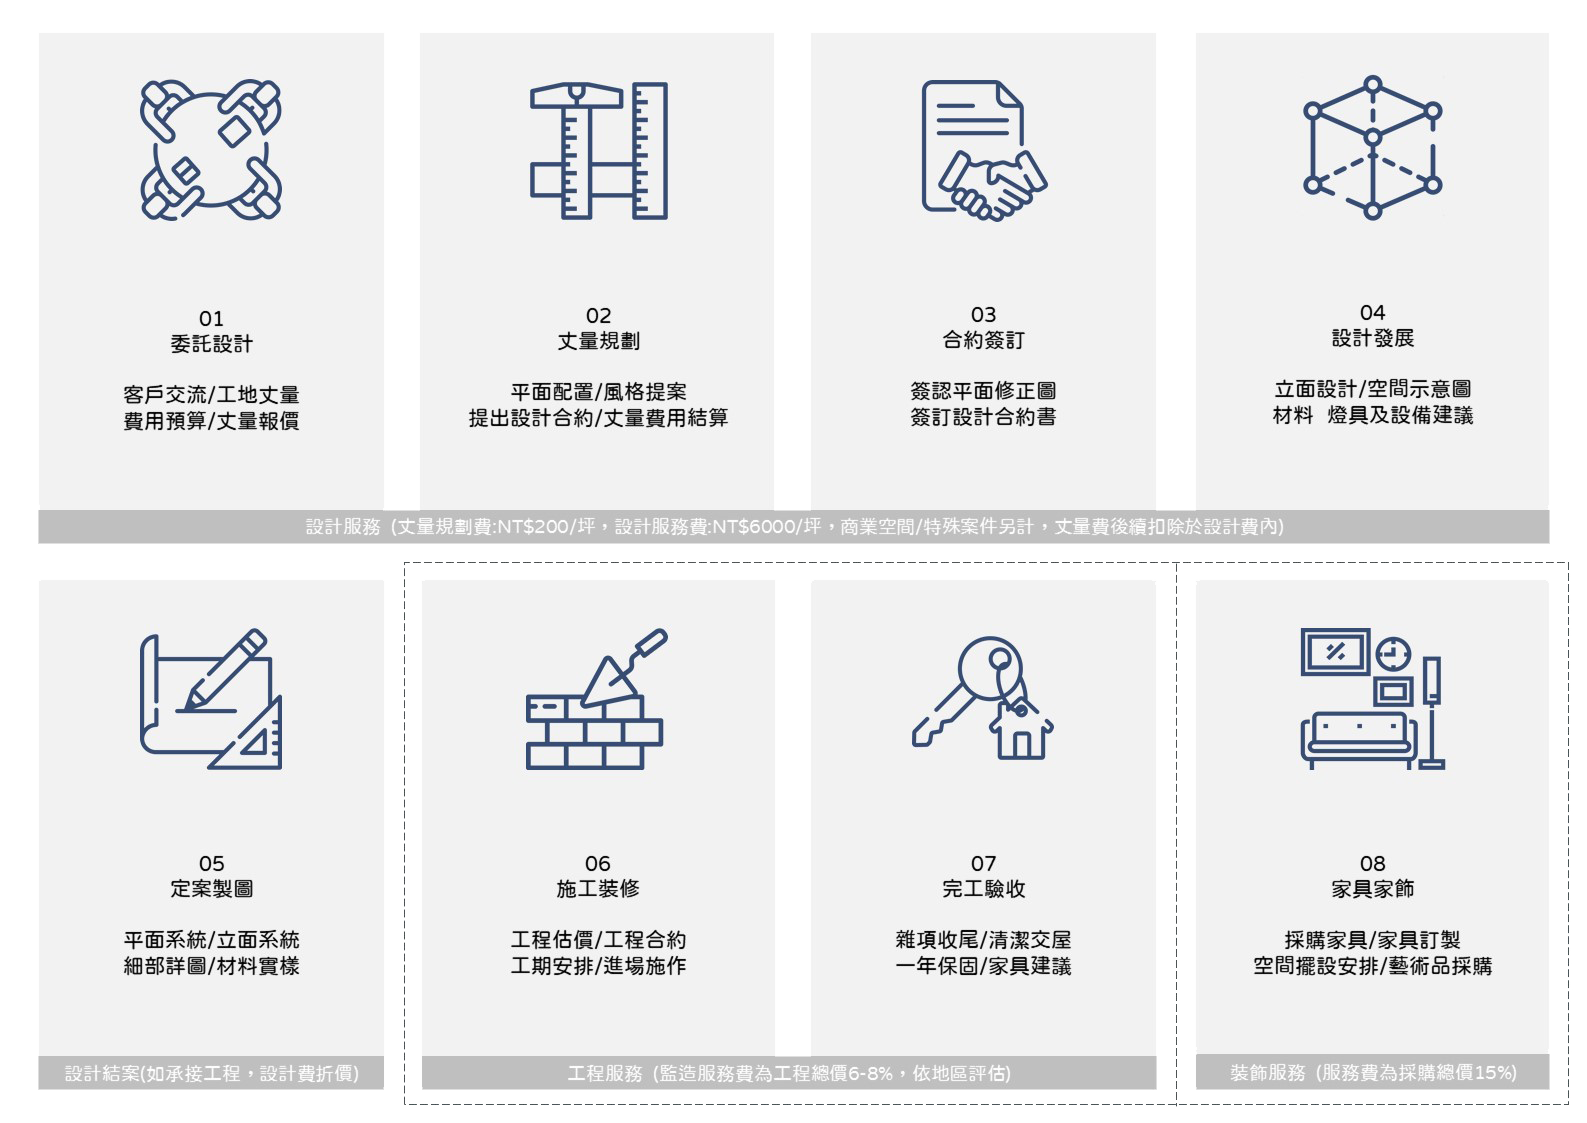 01
委託設計
客戶交流/工地丈量
費用預算/丈量報價
02
丈量規劃
平面配置/風格提案
提出設計合約/丈量費用結算
03
合約簽訂
簽認平面修正圖
簽訂設計合約書
04
設計發展
立面設計/空間示意圖
材料 燈具及設備建議
設計服務 (丈量規劃費:NT$200/坪，設計服務費:NT$6000/坪，商業空間/特殊案件另計，丈量費後續扣除於設計費內)
05
定案製圖
平面系統/立面系統
細部詳圖/材料實樣
設計結案(如承接工程，設計費折價)
06
施工裝修
工程估價/工程合約
工期安排/進場施作
07
完工驗收
雜項收尾/清潔交屋
一年保固/家具建議
工程服務 (監造服務費為工程總價6-8%，依地區評估)
08
家具家飾
採購家具/家具訂製
空間擺設安排/藝術品採購
裝飾服務 (服務費為採購總價15%)